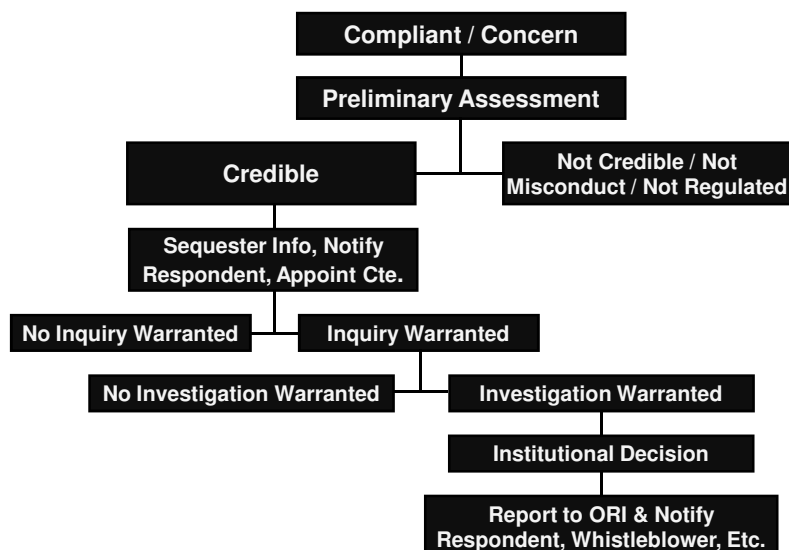 Compliant / Concern
Preliminary Assessment
Credible
Not Credible / Not
Misconduct / Not Regulated
Sequester Info, Notify
Respondent, Appoint Cte.
No Inquiry Warranted
Inquiry Warranted
No Investigation Warranted
Investigation Warranted
Institutional Decision
Report to ORI & Notify
Respondent, Whistleblower, Etc.